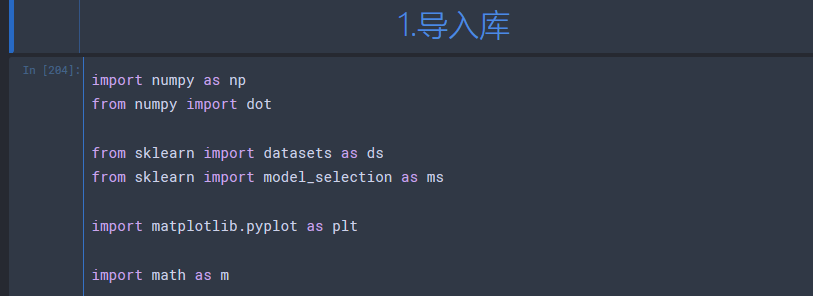 1.导入库
In [204]:
import numpy as np
from numpy import dot
from sklearn import datasets as ds
from sklearn import model_selection as ms
import matplotlib.pyplot as plt
import math as m